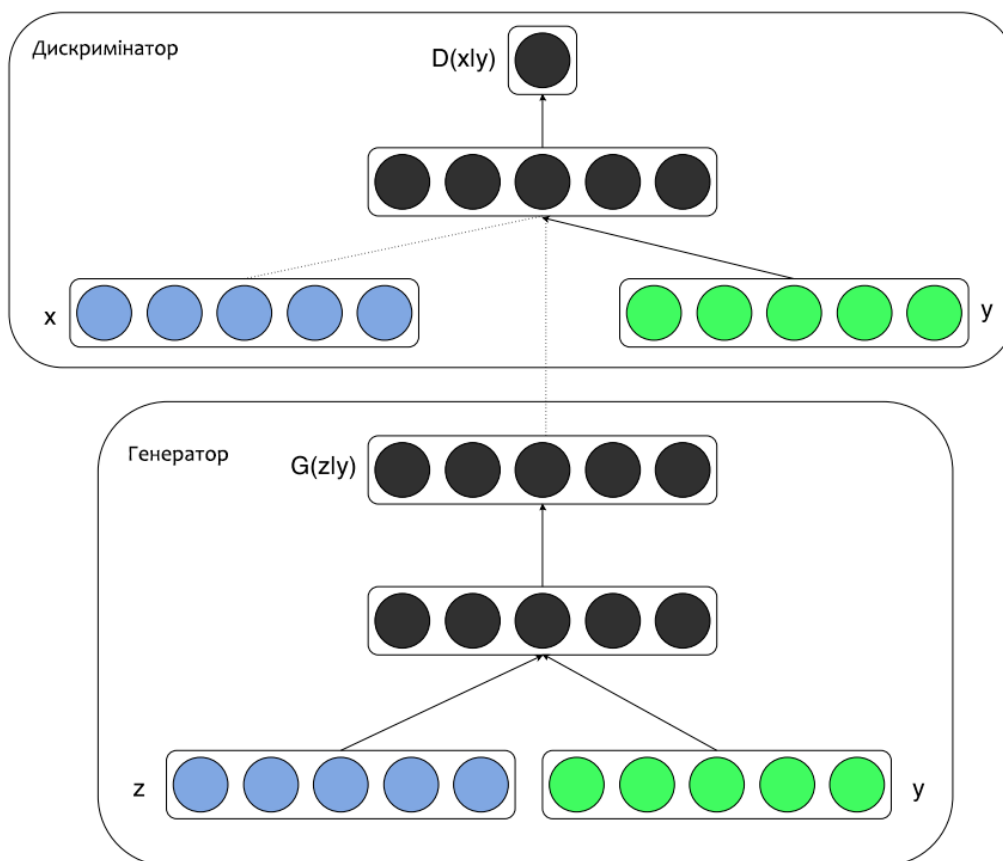 Дискримінатор
D(x|y)
x
y
Генератор
G(z|y)
z
y